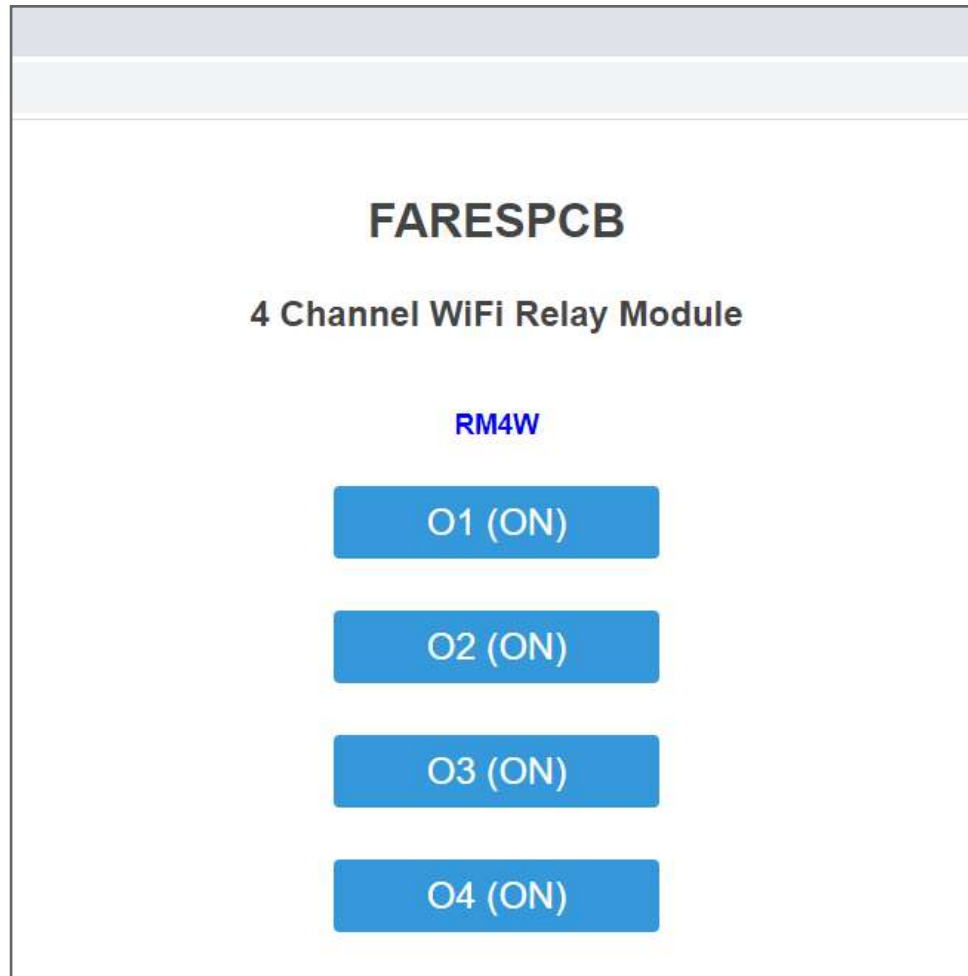 FARESPCB
4 Channel WiFi Relay Module
RM4W
O1 (ON)
O2 (ON)
O3 (ON)
O4 (ON)